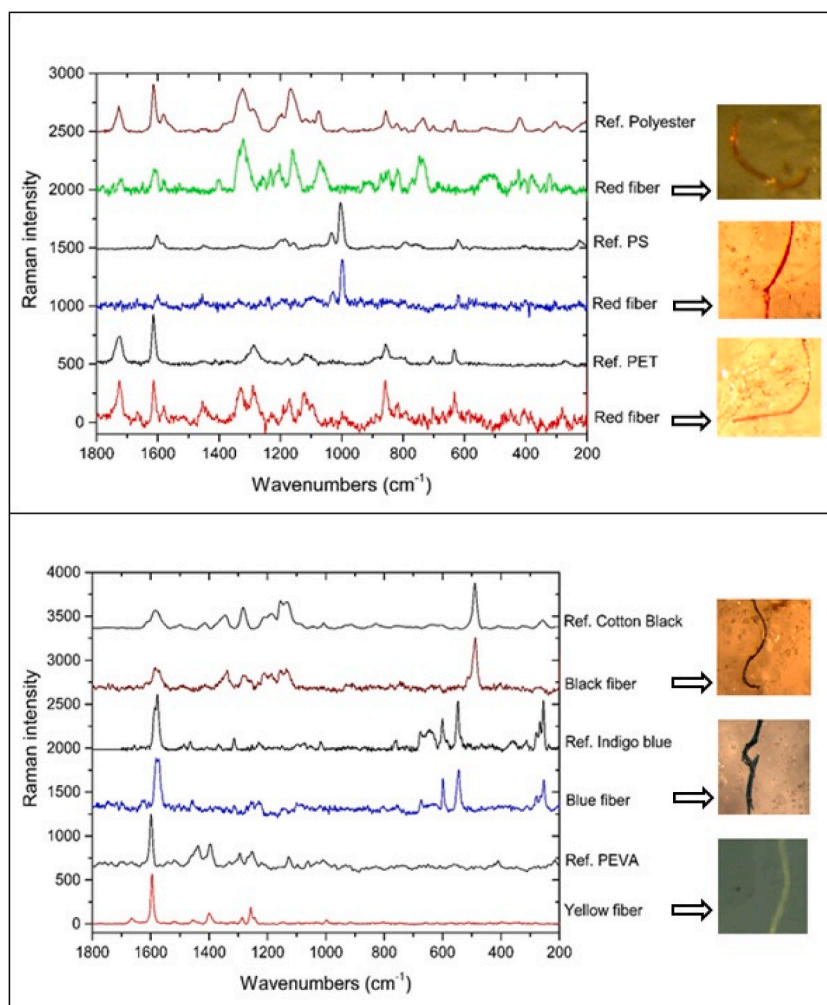 3000
2500
2000
1500
1000
500
0
Raman intensity
Ref. Polyester
Red fiber
Ref. PS
Red fiber
Ref. PET
Red fiber
1800 1600 1400 1200 1000 800 600 400 200
Wavenumbers (cm⁻¹)
4000
3500
3000
2500
2000
1500
1000
500
0
Raman intensity
Ref. Cotton Black
Black fiber
Ref. Indigo blue
Blue fiber
Ref. PEVA
Yellow fiber
1800 1600 1400 1200 1000 800 600 400 200
Wavenumbers (cm⁻¹)